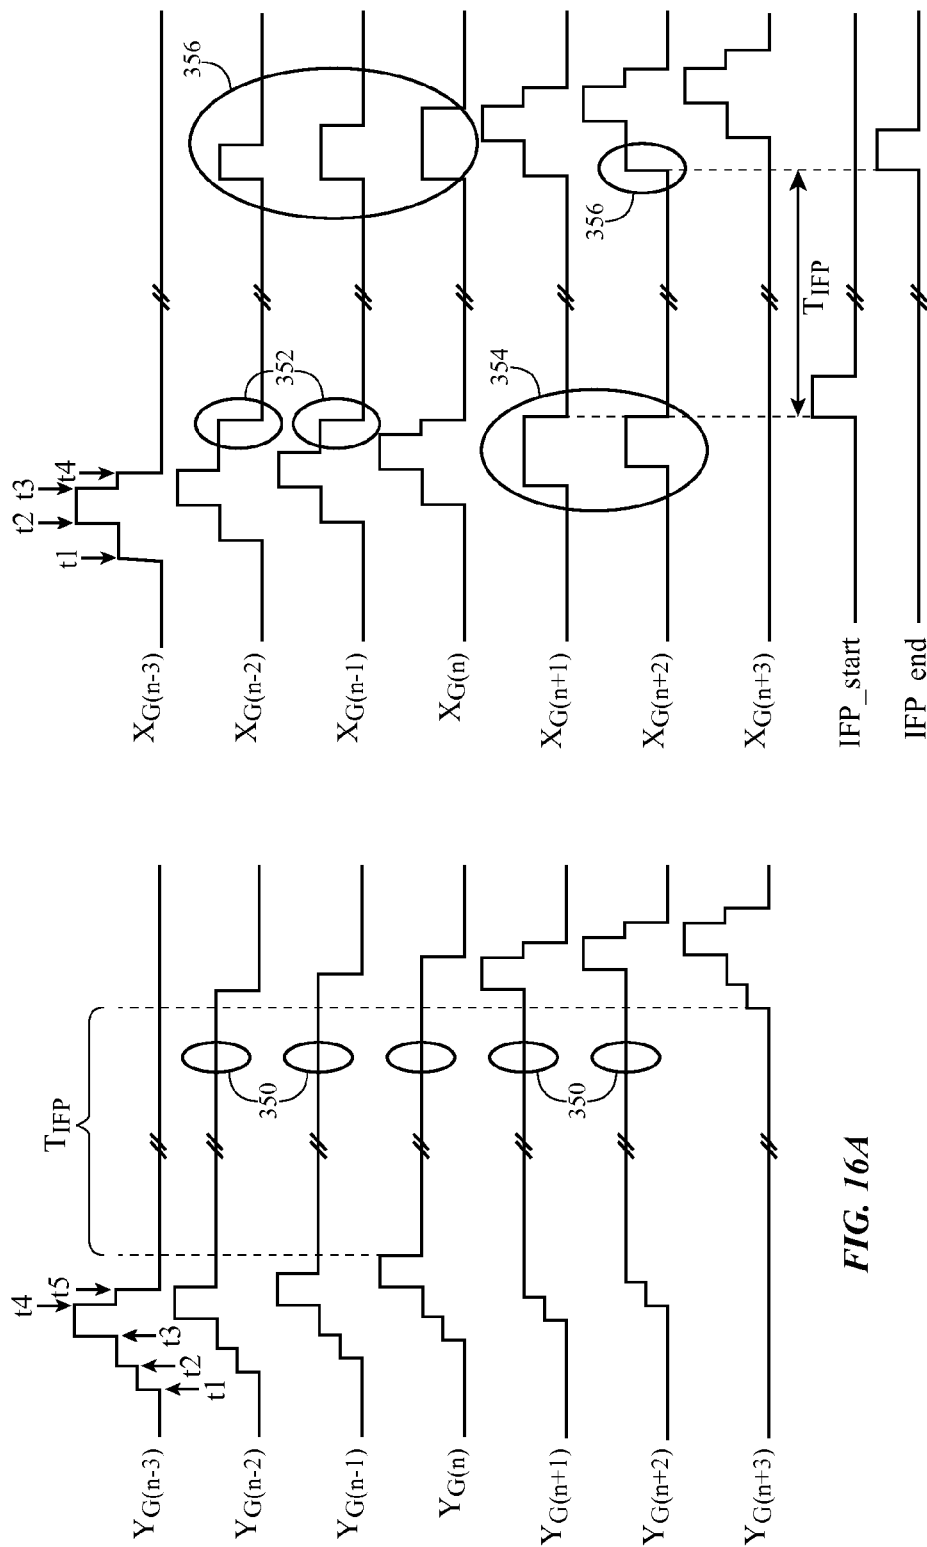 t1
t2
t3
t4
t5
T_IFP
Y_G(n-3)
Y_G(n-2)
Y_G(n-1)
Y_G(n)
Y_G(n+1)
Y_G(n+2)
Y_G(n+3)
350
350
FIG. 16A
t1
t2
t3
t4
X_G(n-3)
X_G(n-2)
X_G(n-1)
X_G(n)
X_G(n+1)
X_G(n+2)
X_G(n+3)
IFP_start
IFP_end
352
354
356
356
T_IFP